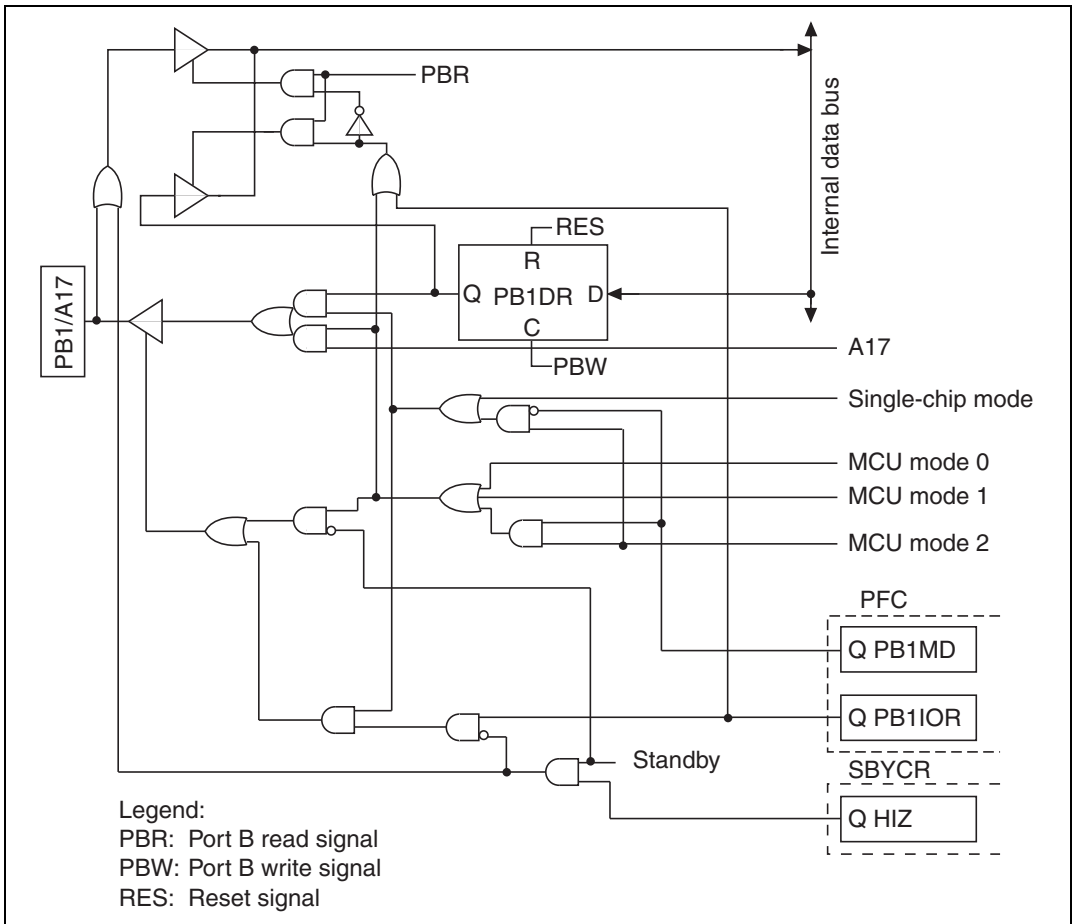 PBR
Internal data bus
RES
R
Q PB1DR D
C
PBW
PB1/A17
A17
Single-chip mode
MCU mode 0
MCU mode 1
MCU mode 2
PFC
Q PB1MD
Q PB1IOR
Standby
SBYCR
Q HIZ
Legend:
PBR: Port B read signal
PBW: Port B write signal
RES: Reset signal